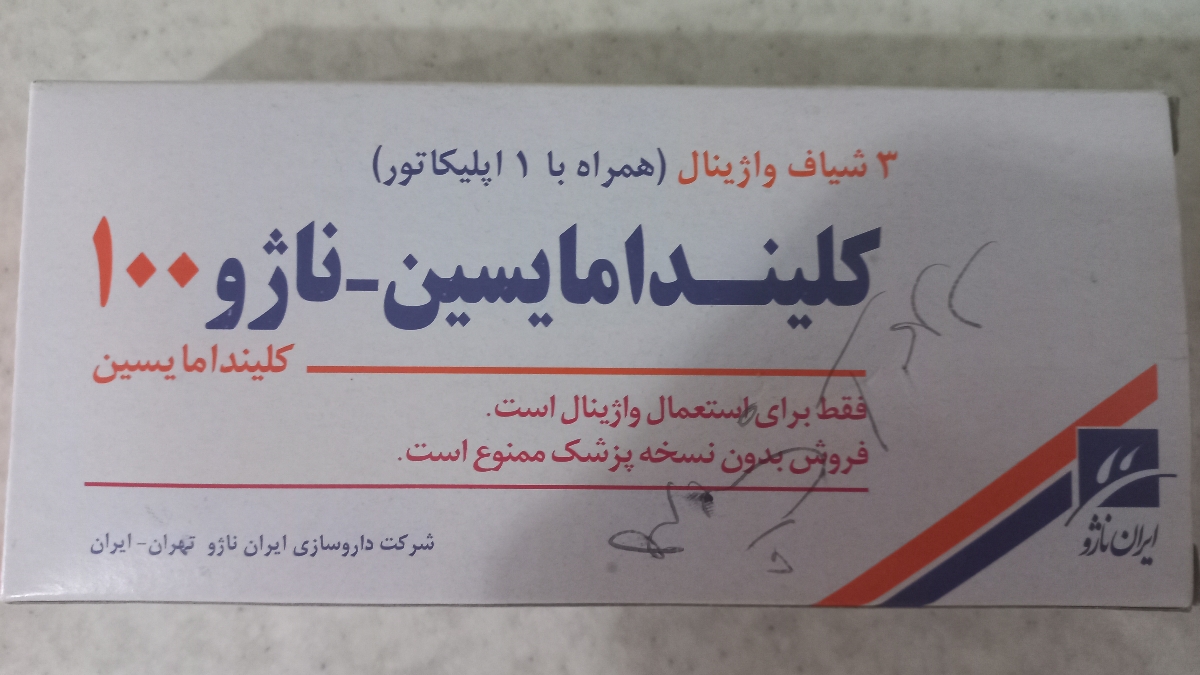 ۳ شیاف واژینال (همراه با ۱ اپلیکاتور)
کلیندامایسین-ناژو ۱۰۰
کلیندامایسین
فقط برای استعمال واژینال است.
فروش بدون نسخه پزشک ممنوع است.
شرکت داروسازی ایران ناژو تهران- ایران
ایران ناژو